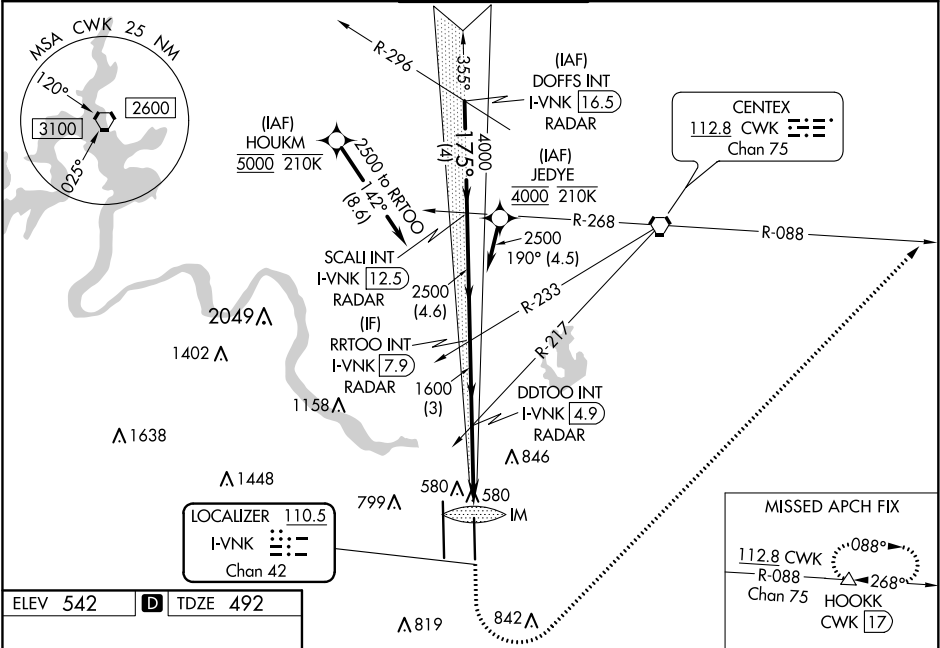 MSA CWK 25 NM
120°
2600
3100
025°
R-296
355°
(IAF)
DOFFS INT
I-VNK 16.5
RADAR
CENTEX
112.8 CWK
Chan 75
(IAF)
HOUKM
5000 210K
2500 to RRTOO
142°
(8.6)
4000
175°
(4)
(IAF)
JEDYE
4000 210K
R-268
R-088
2500
190° (4.5)
SCALI INT
I-VNK 12.5
RADAR
2500
(4.6)
R-233
R-217
2049
1402
(IF)
RRTOO INT
I-VNK 7.9
RADAR
1600
(3)
1158
DDTOO INT
I-VNK 4.9
RADAR
1638
846
1448
799
580
580
IM
LOCALIZER 110.5
I-VNK
Chan 42
MISSED APCH FIX
112.8 CWK
R-088
Chan 75
088°
268°
HOOKK
CWK 17
ELEV 542 D TDZE 492
819
842